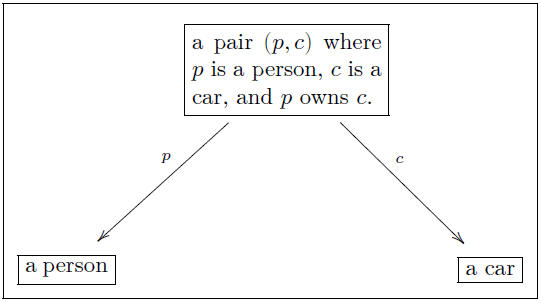 a pair (p, c) where
p is a person, c is a
car, and p owns c.
p
c
a person
a car